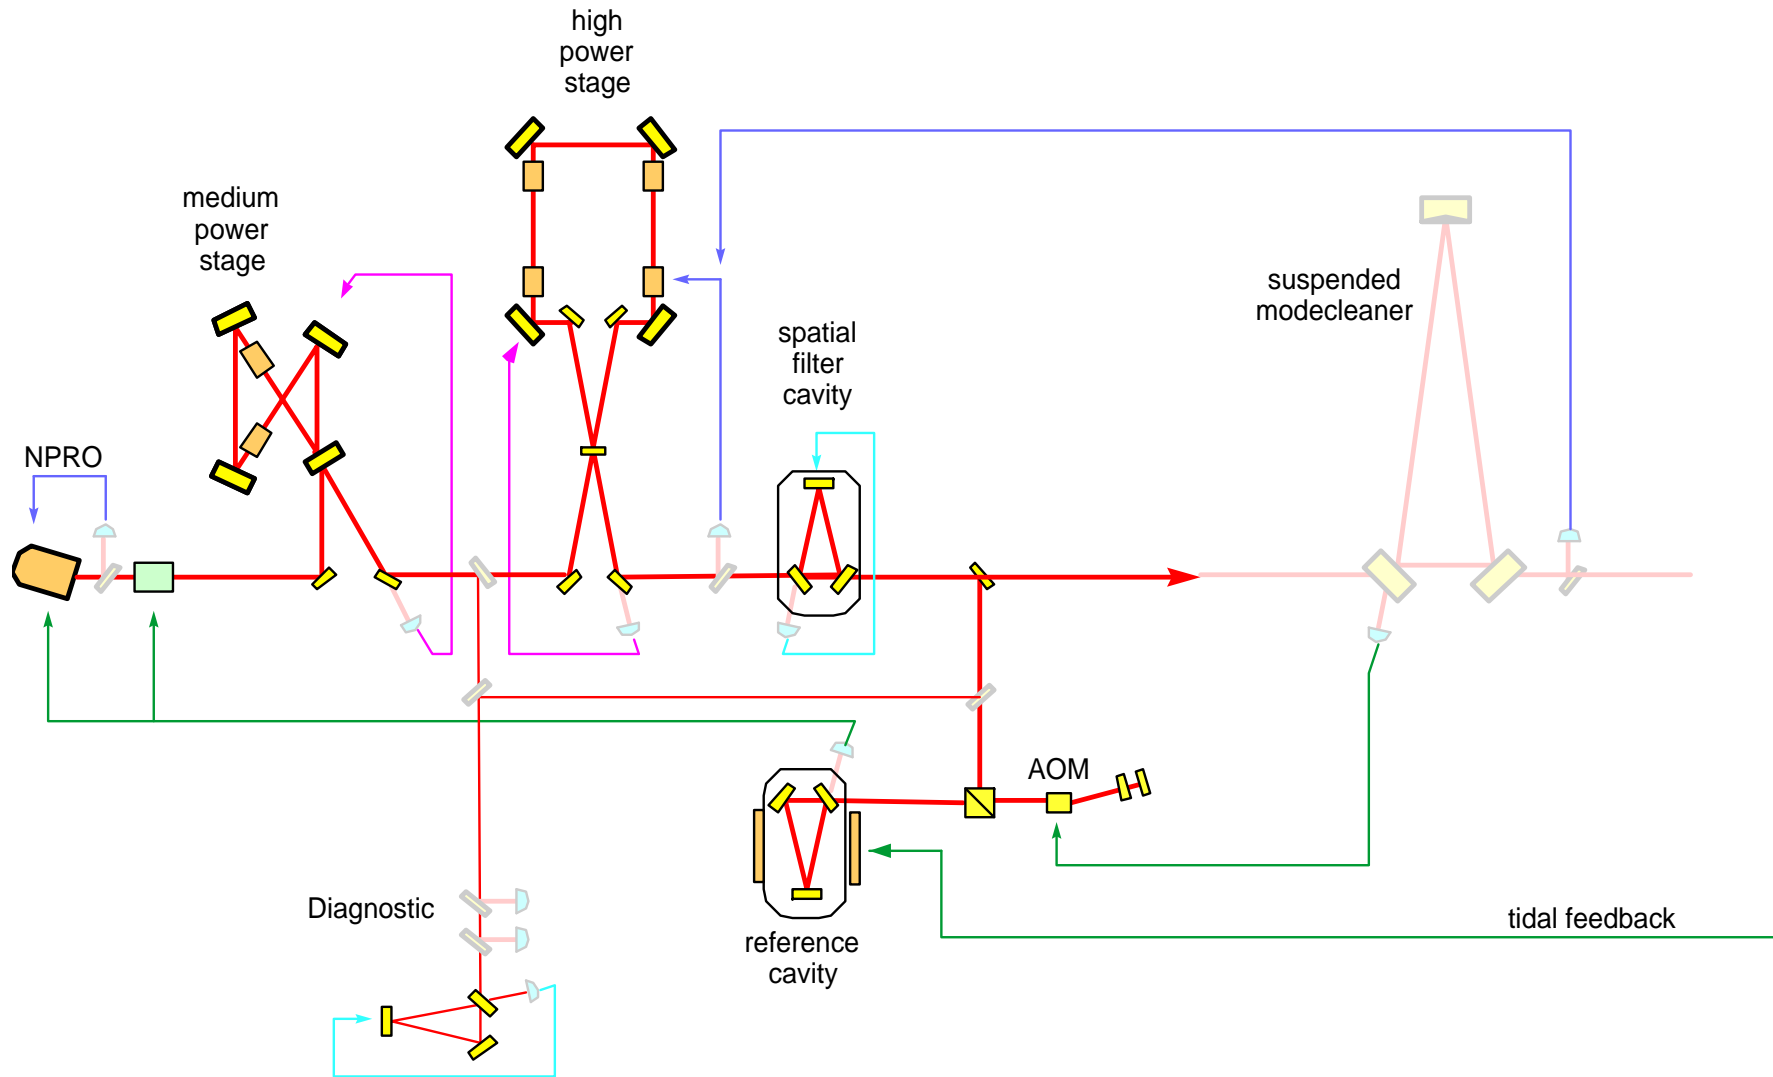 high
power
stage
medium
power
stage
suspended
modecleaner
spatial
filter
cavity
NPRO
AOM
Diagnostic
reference
cavity
tidal feedback